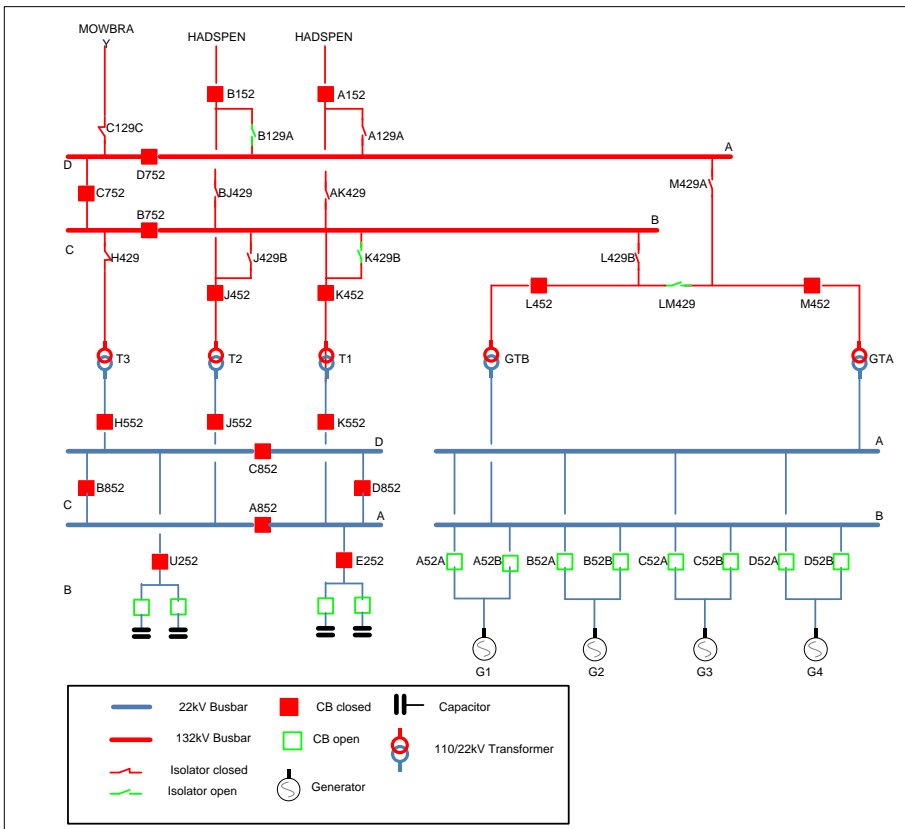 MOWBRA
Y
HADSPEN
HADSPEN
B152
A152
C129C
B129A
A129A
D
D752
A
M429A
C752
BJ429
AK429
B752
B
C
H429
J429B
K429B
L429B
J452
K452
L452
LM429
M452
T3
T2
T1
GTB
GTA
H552
J552
K552
D
A
C852
B852
D852
C
A852
A
B
U252
E252
A52A
A52B
B52A
B52B
C52A
C52B
D52A
D52B
B
G1
G2
G3
G4
22kV Busbar
CB closed
Capacitor
132kV Busbar
CB open
110/22kV Transformer
Isolator closed
Isolator open
Generator